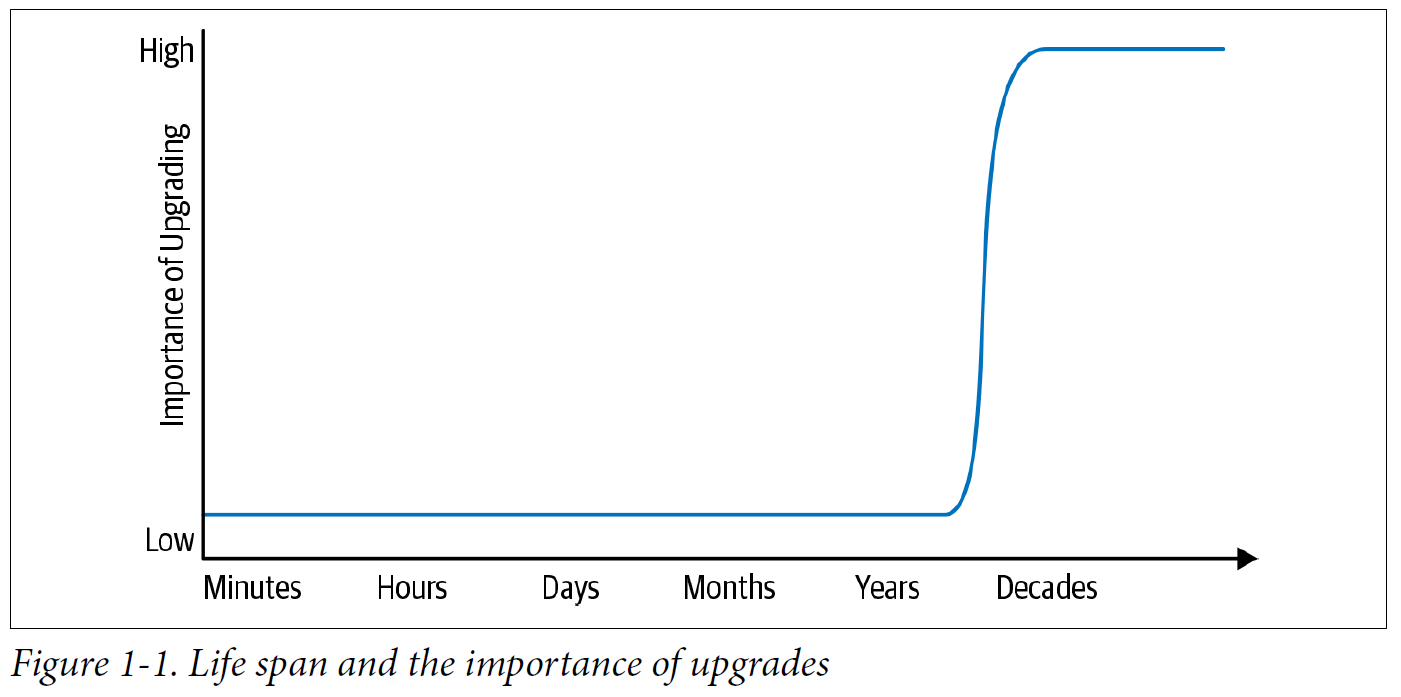 High
Importance of Upgrading
Low
Minutes Hours Days Months Years Decades
Figure 1-1. Life span and the importance of upgrades